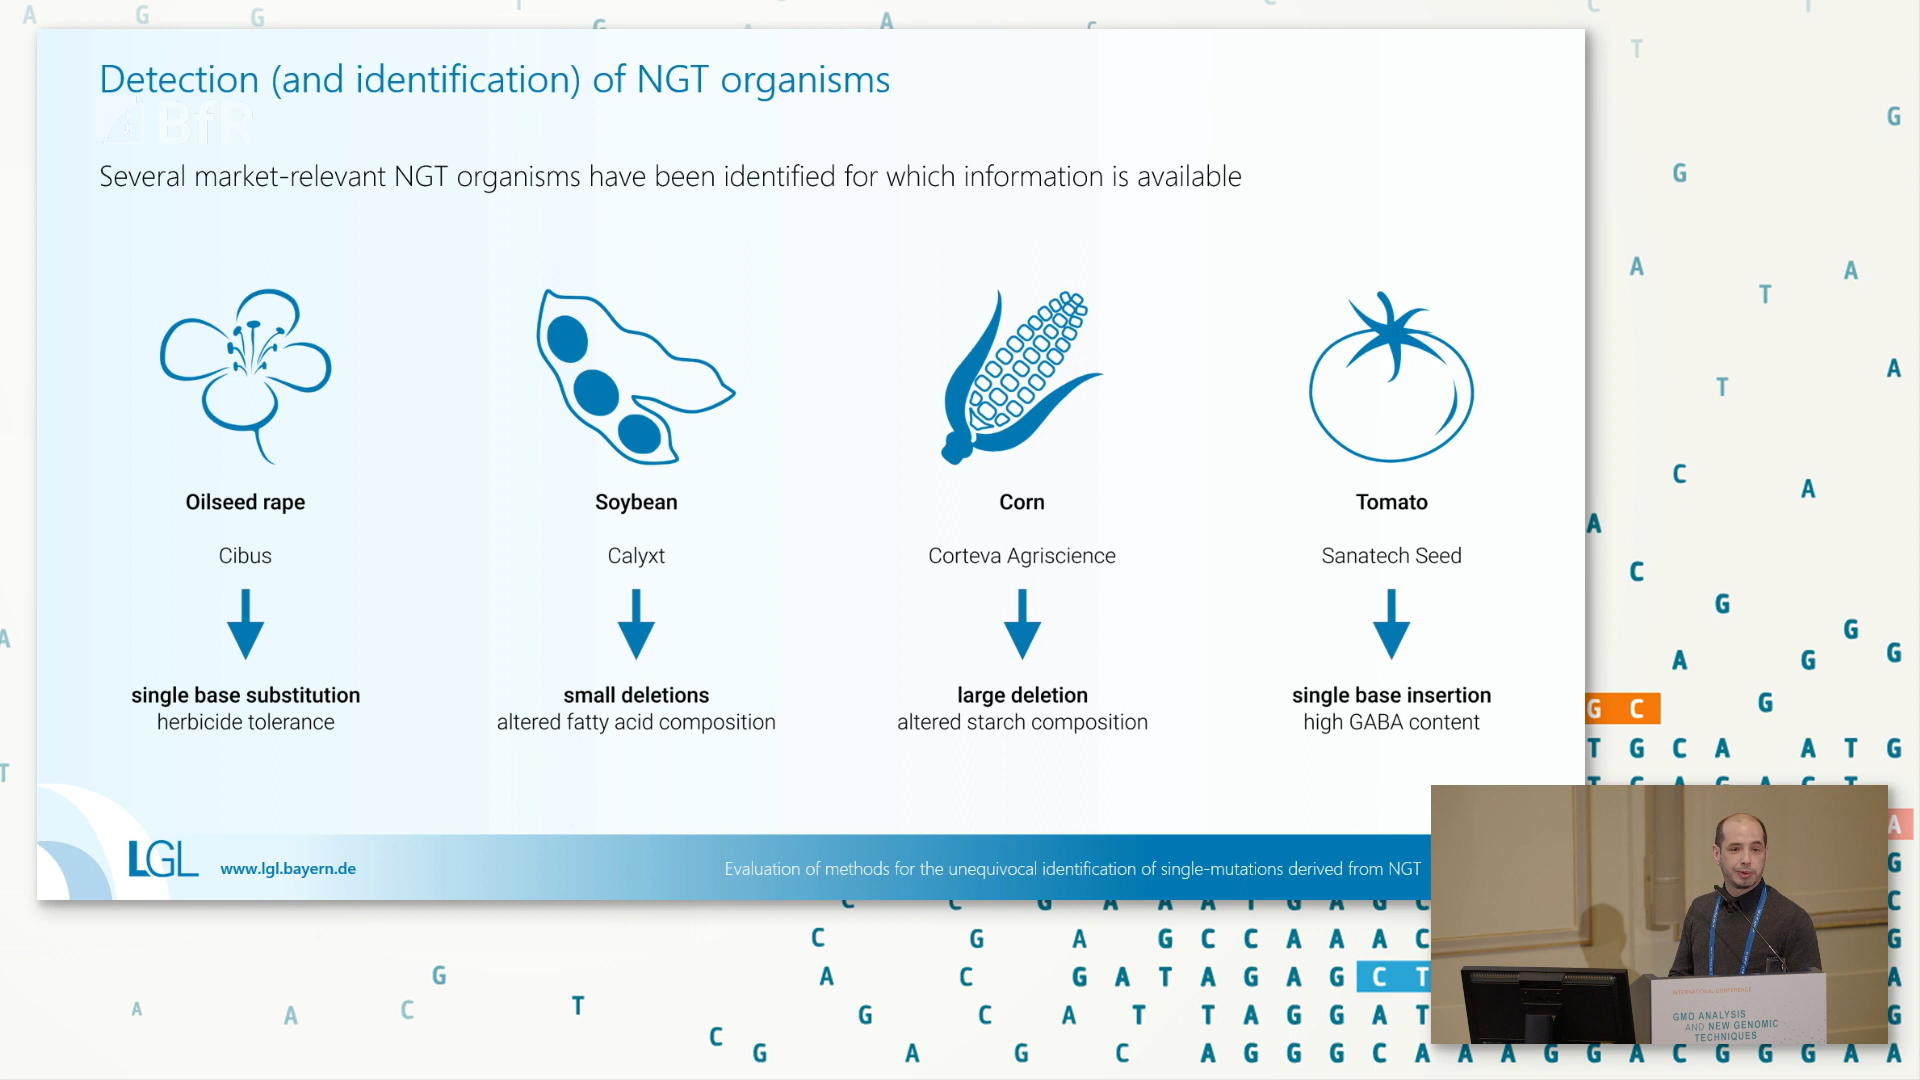 Detection (and identification) of NGT organisms
BfR
Several market-relevant NGT organisms have been identified for which information is available
Oilseed rape
Cibus
single base substitution
herbicide tolerance
Soybean
Calyxt
small deletions
altered fatty acid composition
Corn
Corteva Agriscience
large deletion
altered starch composition
Tomato
Sanatech Seed
single base insertion
high GABA content
LGL
www.lgl.bayern.de
Evaluation of methods for the unequivocal identification of single-mutations derived from NGT
INTERNATIONAL CONFERENCE
GMO ANALYSIS
AND NEW GENOMIC
TECHNIQUES
G C
T G C A A T G
G C C A A A C
G A T A G A G C T
T A G G A T
A G G G C A A A G G A C G G G A A